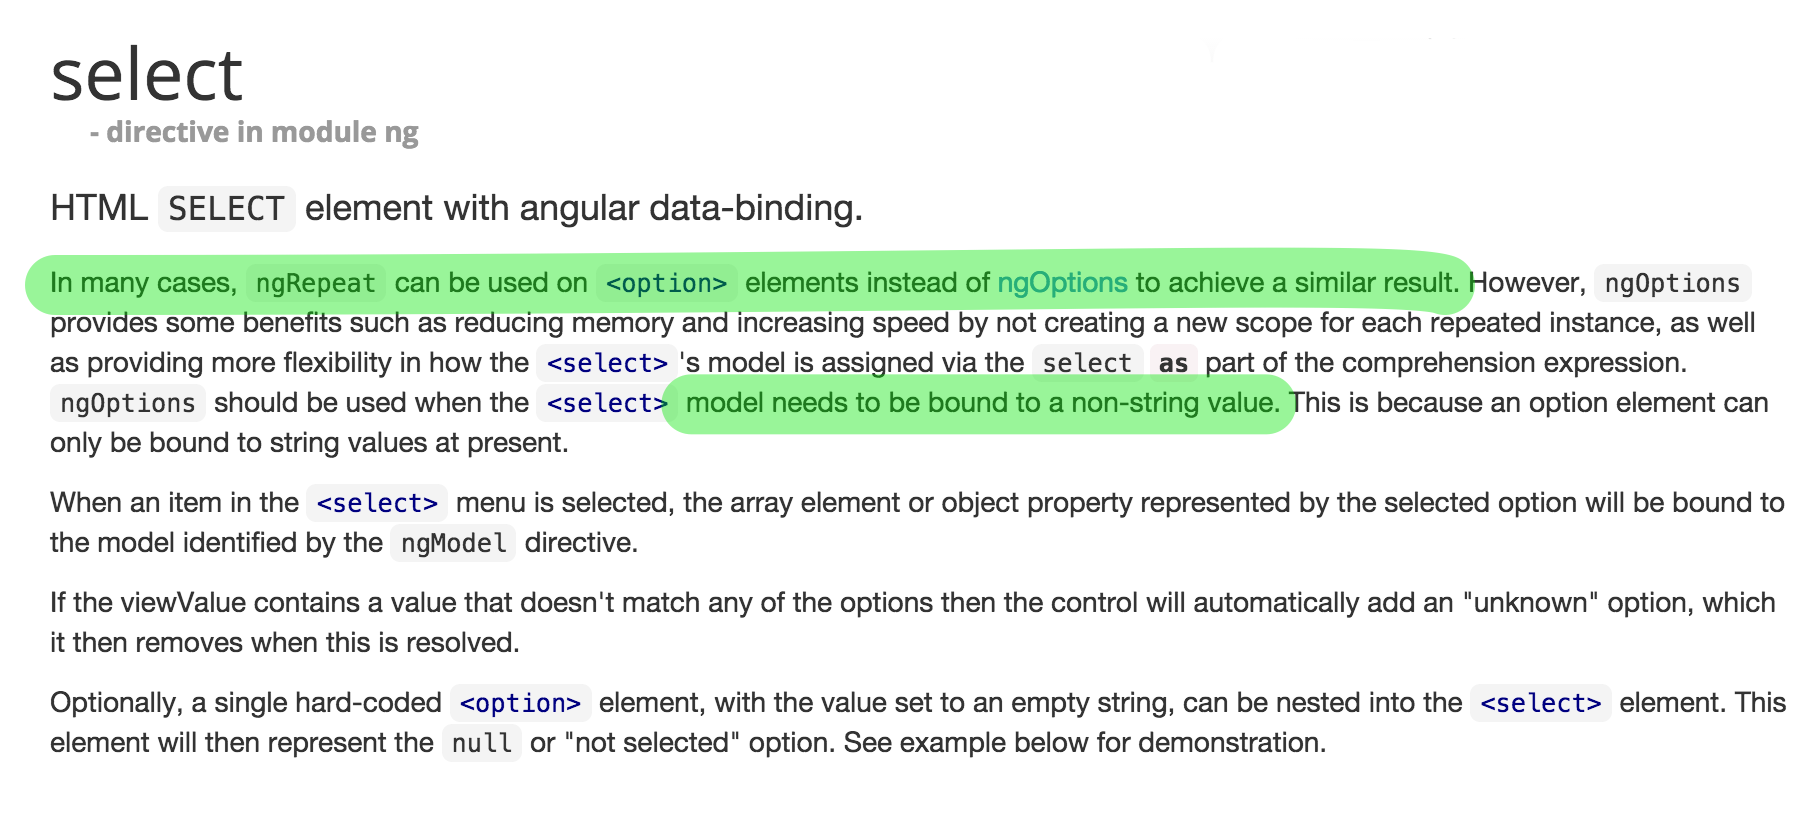 select
- directive in module ng
HTML SELECT element with angular data-binding.
In many cases, ngRepeat can be used on <option> elements instead of ngOptions to achieve a similar result. However, ngOptions
provides some benefits such as reducing memory and increasing speed by not creating a new scope for each repeated instance, as well
as providing more flexibility in how the <select> 's model is assigned via the select as part of the comprehension expression.
ngOptions should be used when the <select> model needs to be bound to a non-string value. This is because an option element can
only be bound to string values at present.
When an item in the <select> menu is selected, the array element or object property represented by the selected option will be bound to
the model identified by the ngModel directive.
If the viewValue contains a value that doesn't match any of the options then the control will automatically add an "unknown" option, which
it then removes when this is resolved.
Optionally, a single hard-coded <option> element, with the value set to an empty string, can be nested into the <select> element. This
element will then represent the null or "not selected" option. See example below for demonstration.